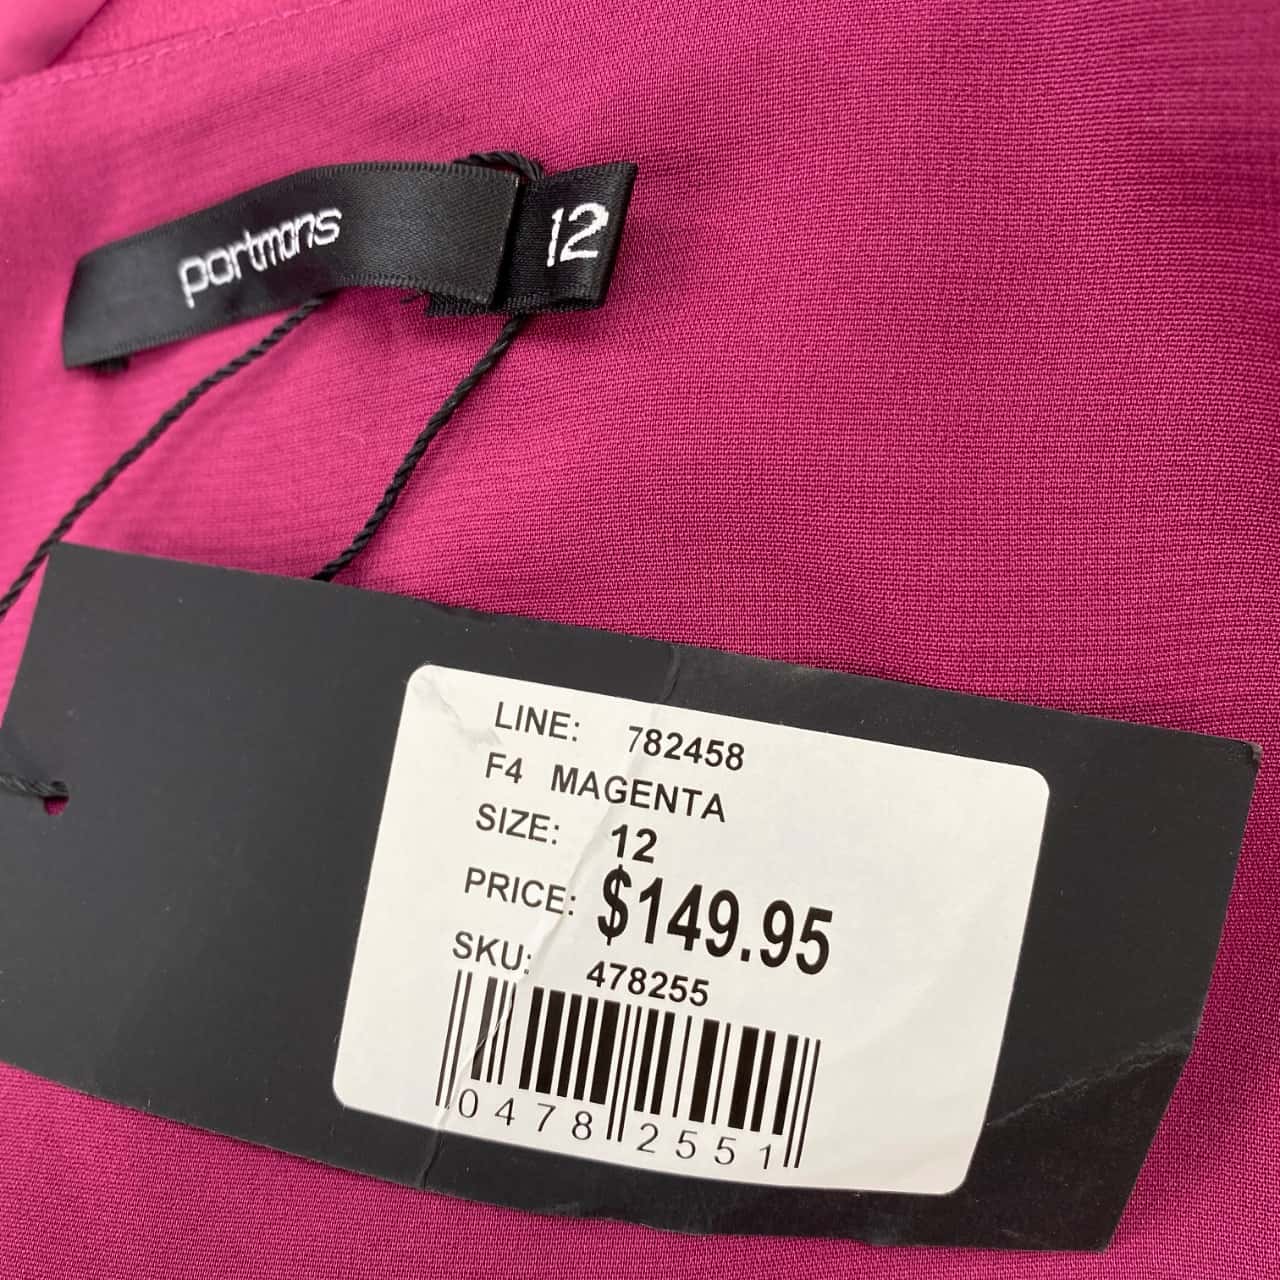 portmans
12
LINE: 782458
F4 MAGENTA
SIZE: 12
PRICE: $149.95
SKU: 478255
0478 2551